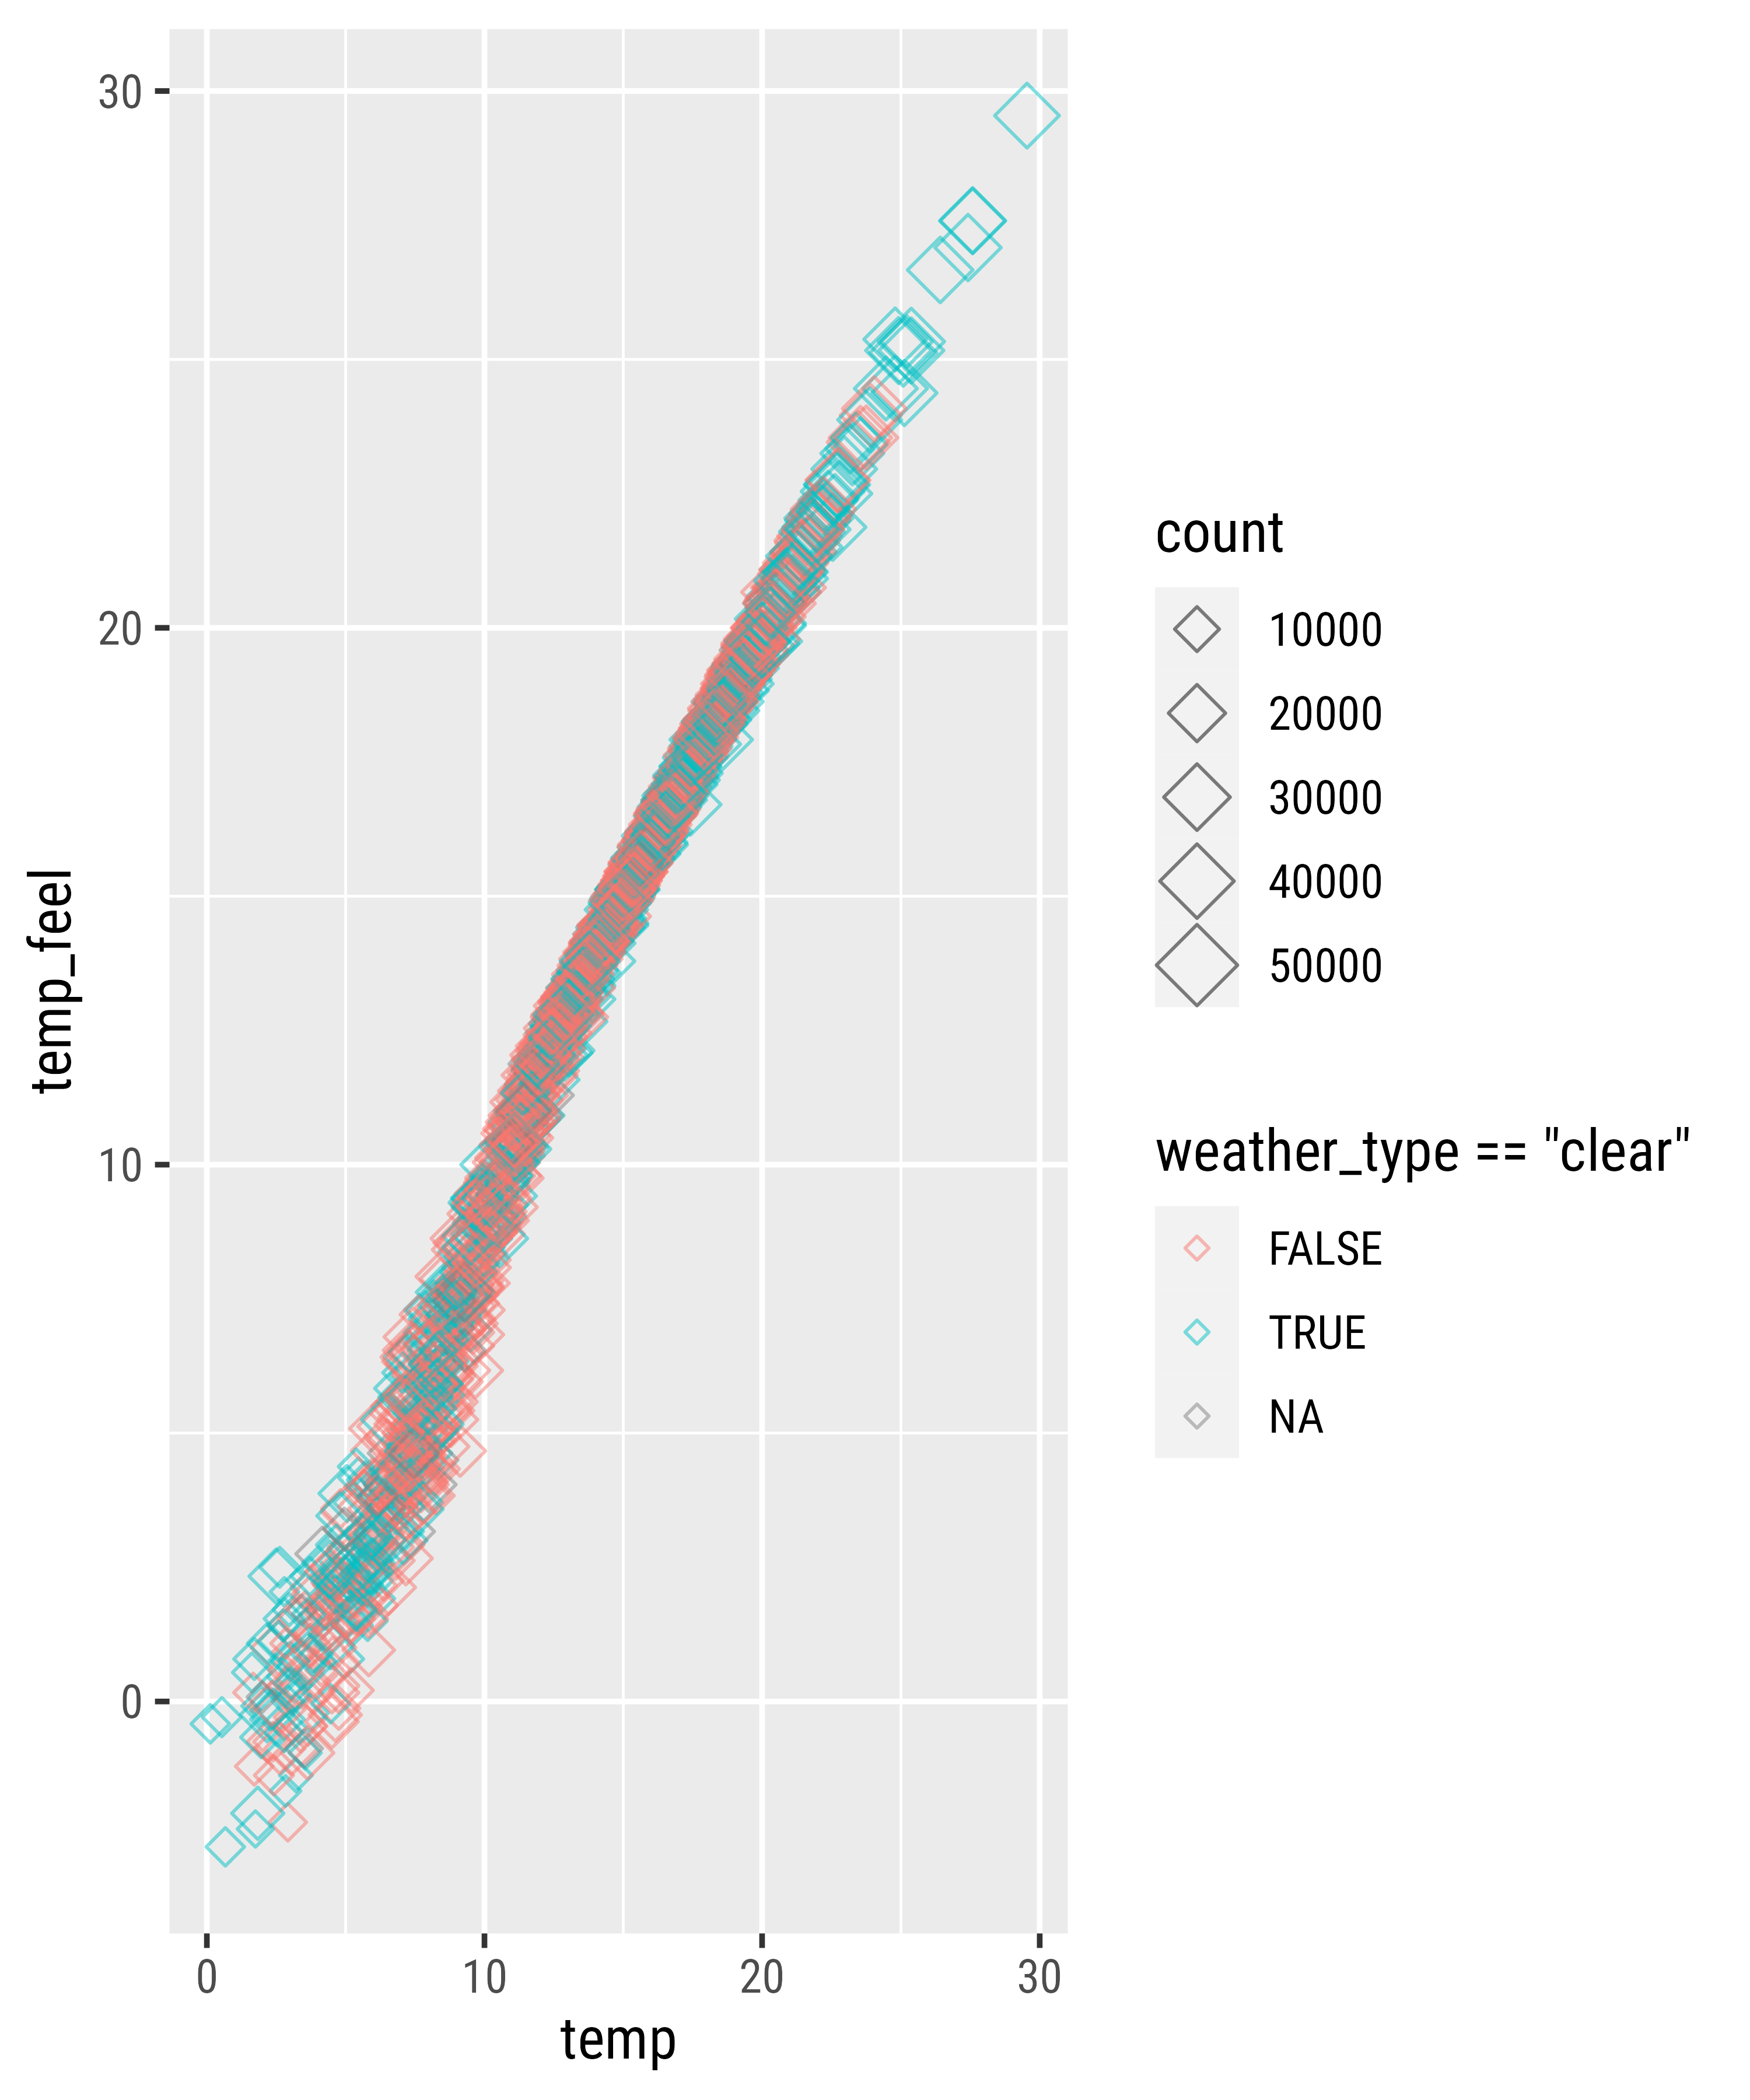 temp_feel
30
20
10
0
0 10 20 30
temp
count
10000
20000
30000
40000
50000
weather_type == "clear"
FALSE
TRUE
NA